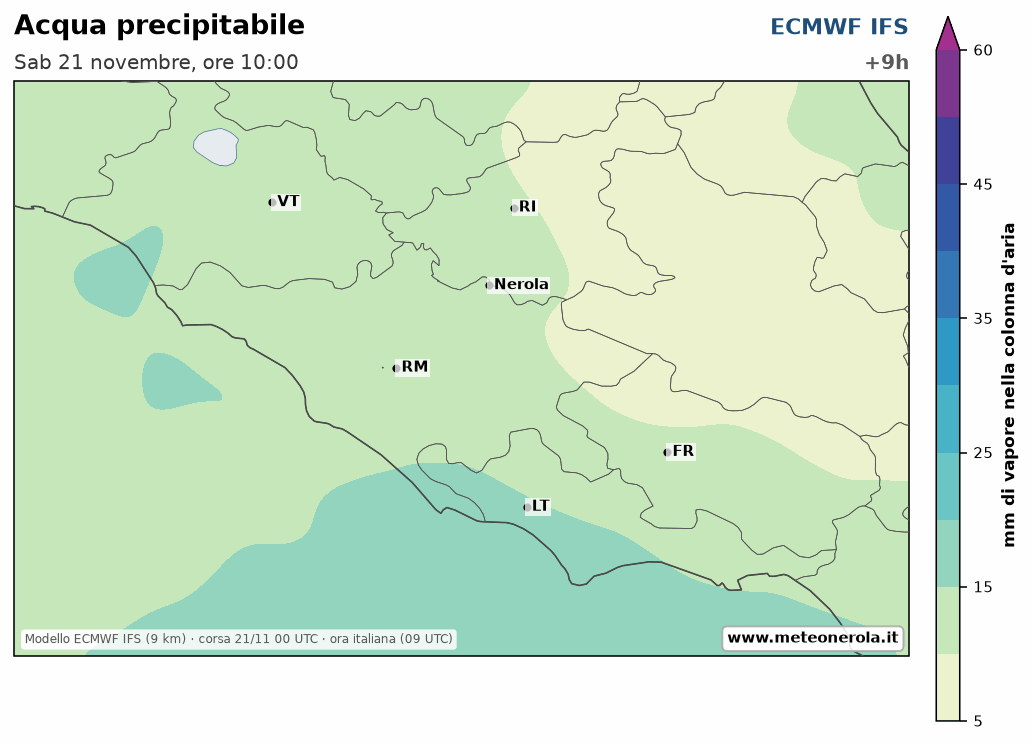 Acqua precipitabile
ECMWF IFS
Sab 21 novembre, ore 10:00
+9h
VT
RI
Nerola
RM
FR
LT
Modello ECMWF IFS (9 km) · corsa 21/11 00 UTC · ora italiana (09 UTC)
www.meteonerola.it
60
45
35
25
15
5
mm di vapore nella colonna d'aria